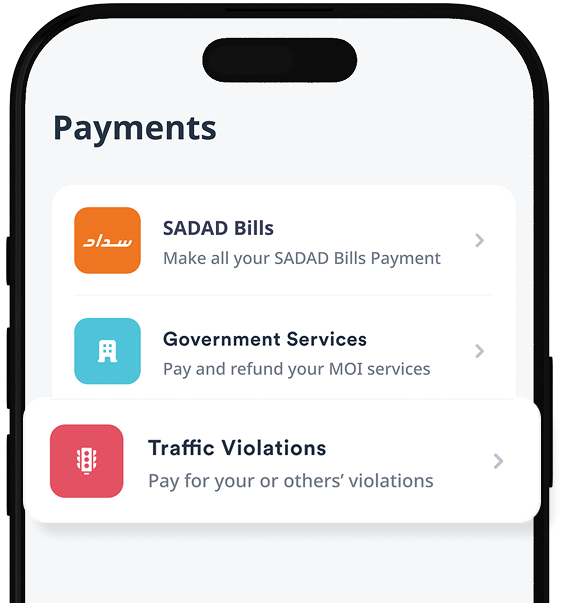 Payments
سداد
SADAD Bills
Make all your SADAD Bills Payment
Government Services
Pay and refund your MOI services
Traffic Violations
Pay for your or others’ violations